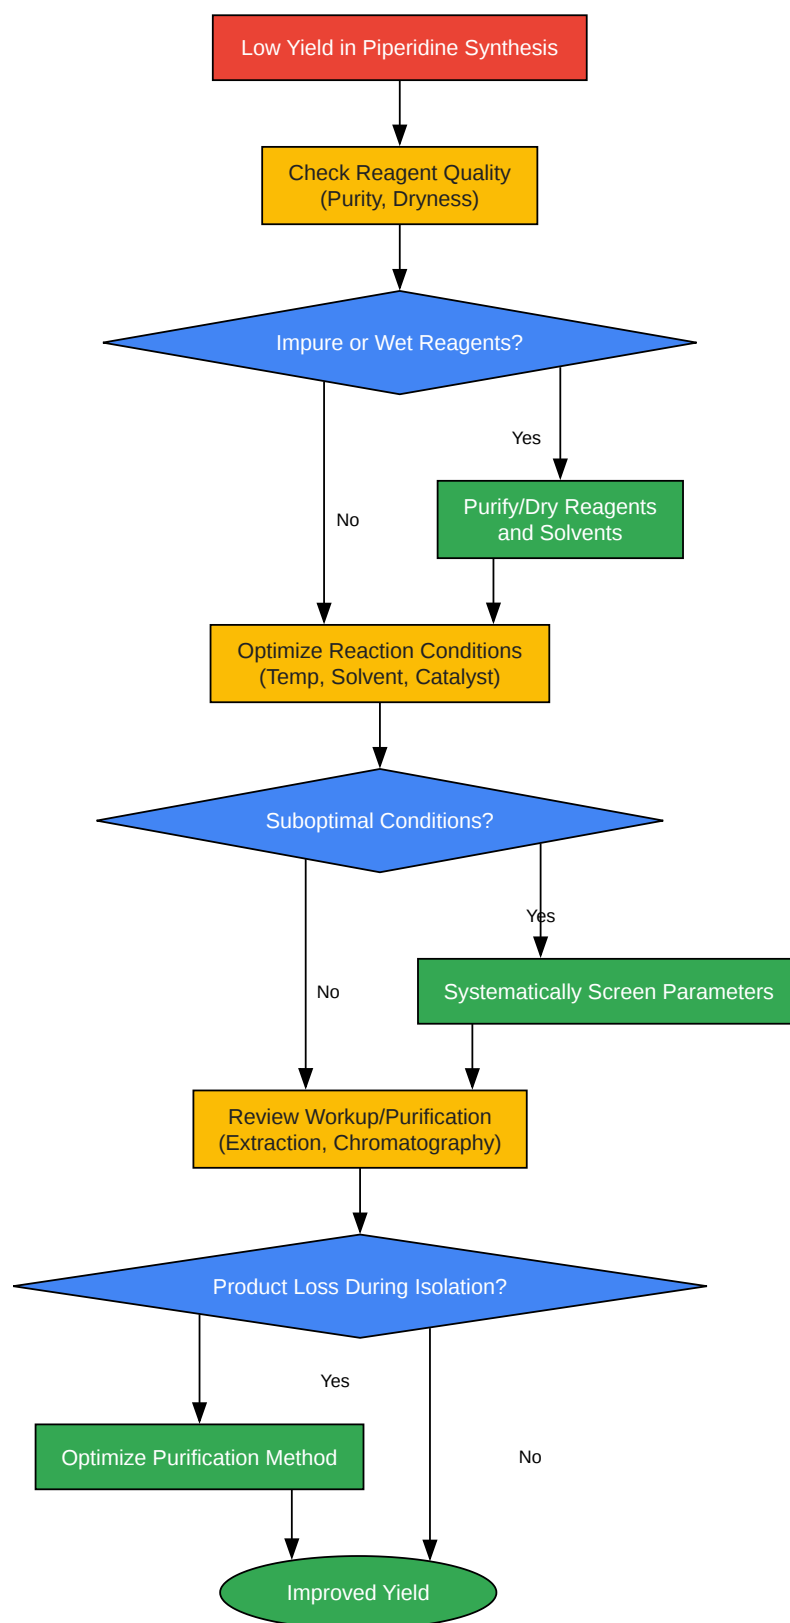 Low Yield in Piperidine Synthesis
Check Reagent Quality
(Purity, Dryness)
Impure or Wet Reagents?
Yes
Purify/Dry Reagents
and Solvents
No
Optimize Reaction Conditions
(Temp, Solvent, Catalyst)
Suboptimal Conditions?
Yes
Systematically Screen Parameters
No
Review Workup/Purification
(Extraction, Chromatography)
Product Loss During Isolation?
Yes
Optimize Purification Method
No
Improved Yield